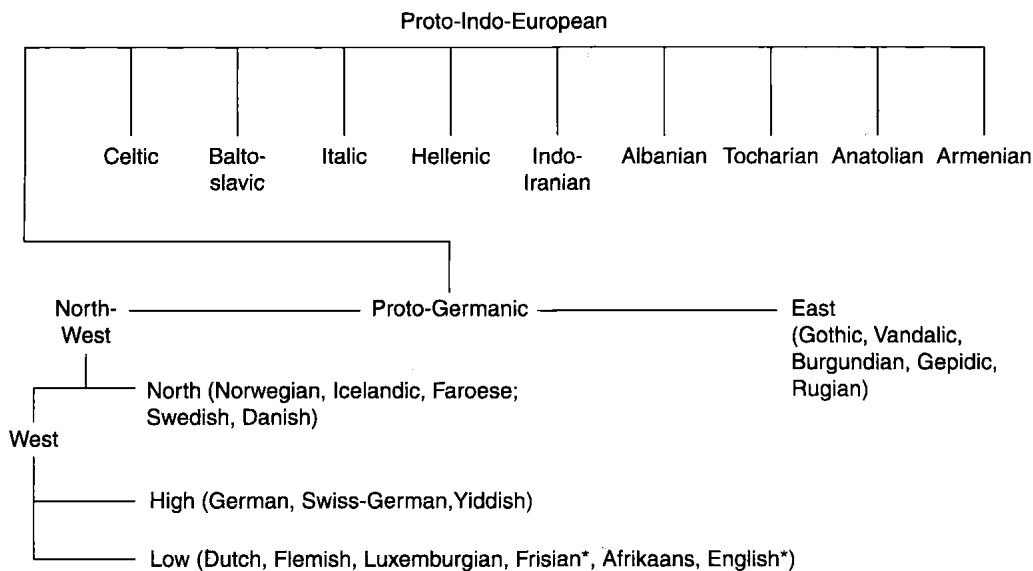 Proto-Indo-European
Celtic
Balto-
slavic
Italic
Hellenic
Indo-
Iranian
Albanian
Tocharian
Anatolian
Armenian
North-
West
Proto-Germanic
East
(Gothic, Vandalic,
Burgundian, Gepidic,
Rugian)
North (Norwegian, Icelandic, Faroese;
Swedish, Danish)
West
High (German, Swiss-German,Yiddish)
Low (Dutch, Flemish, Luxemburgian, Frisian*, Afrikaans, English*)